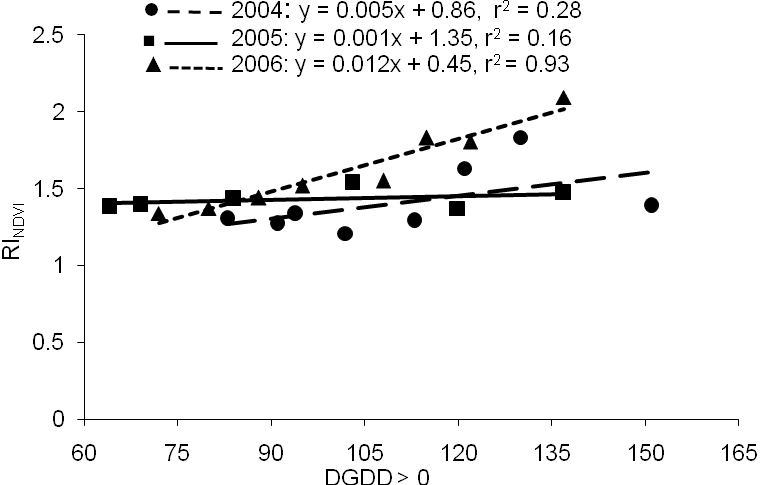 2004: y = 0.005x + 0.86, r² = 0.28
2005: y = 0.001x + 1.35, r² = 0.16
2006: y = 0.012x + 0.45, r² = 0.93
2.5
2
1.5
1
0.5
0
RI NDVI
60 75 90 105 120 135 150 165
DGDD > 0